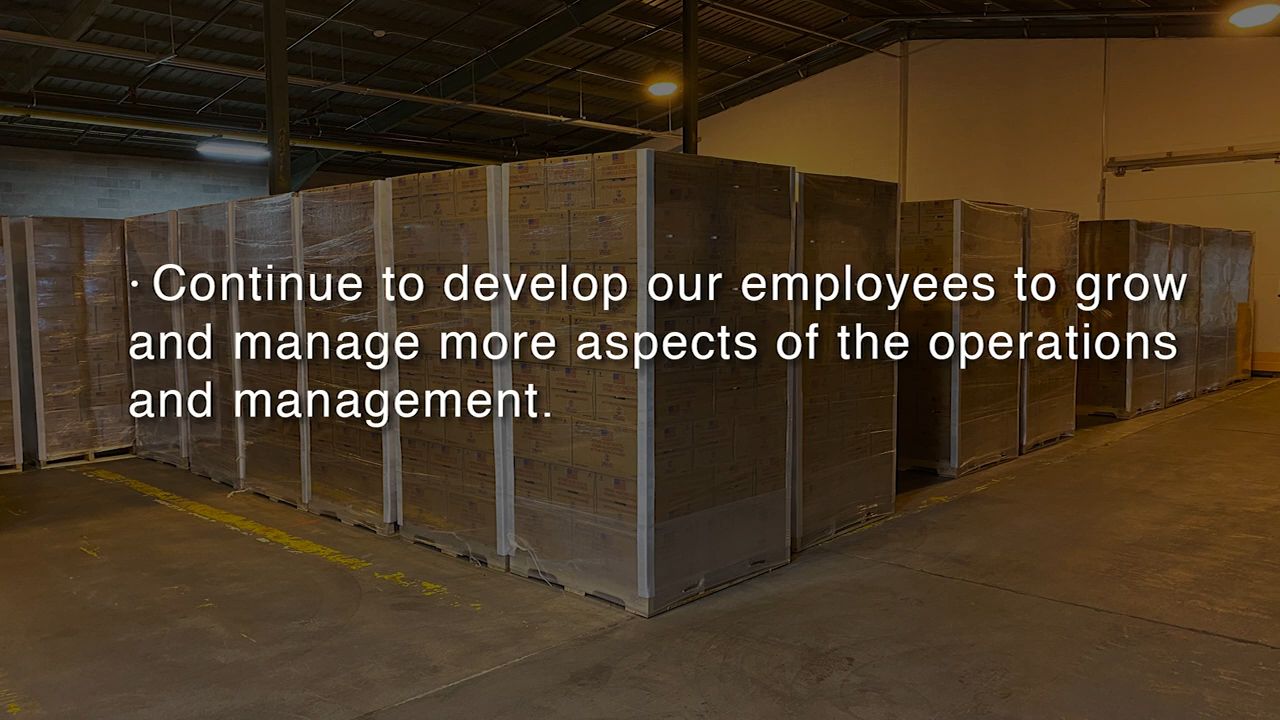 · Continue to develop our employees to grow
and manage more aspects of the operations
and management.